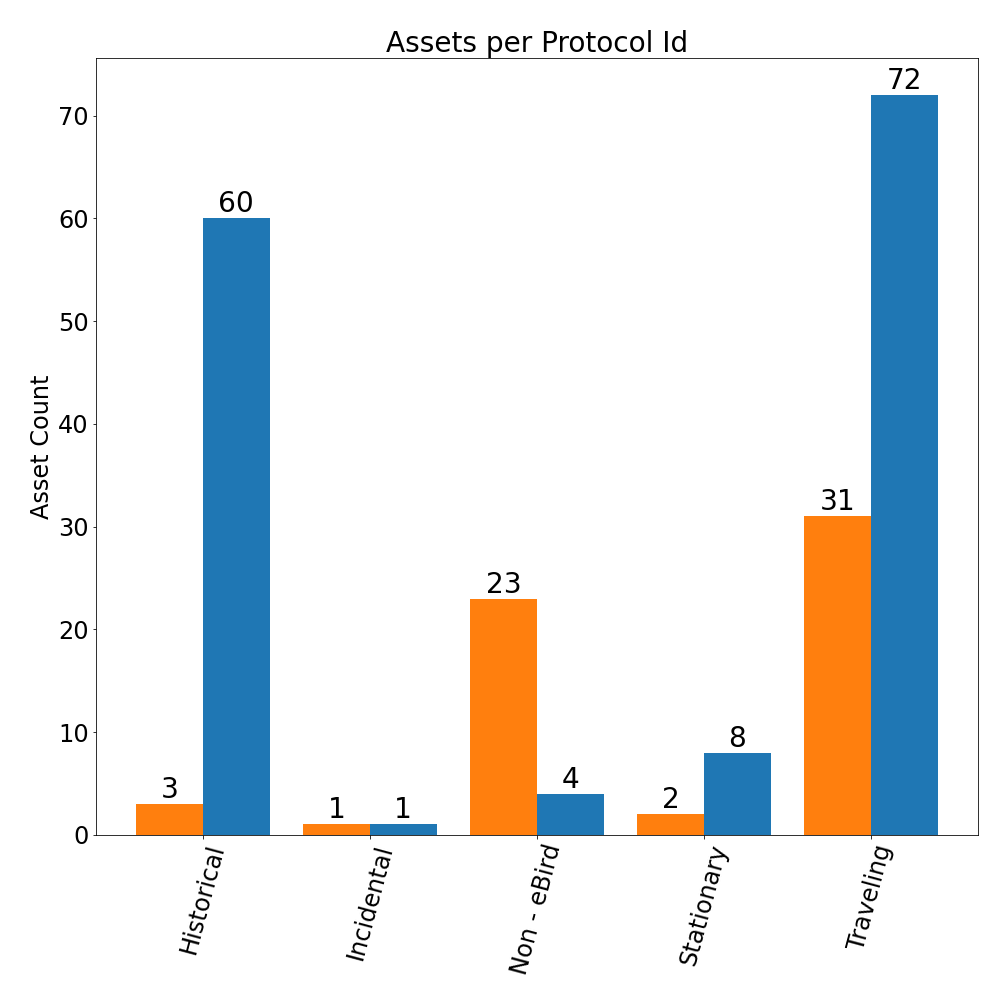 Assets per Protocol Id
Asset Count
70
60
50
40
30
20
10
0
3
60
1
1
23
4
2
8
31
72
Historical
Incidental
Non - eBird
Stationary
Traveling